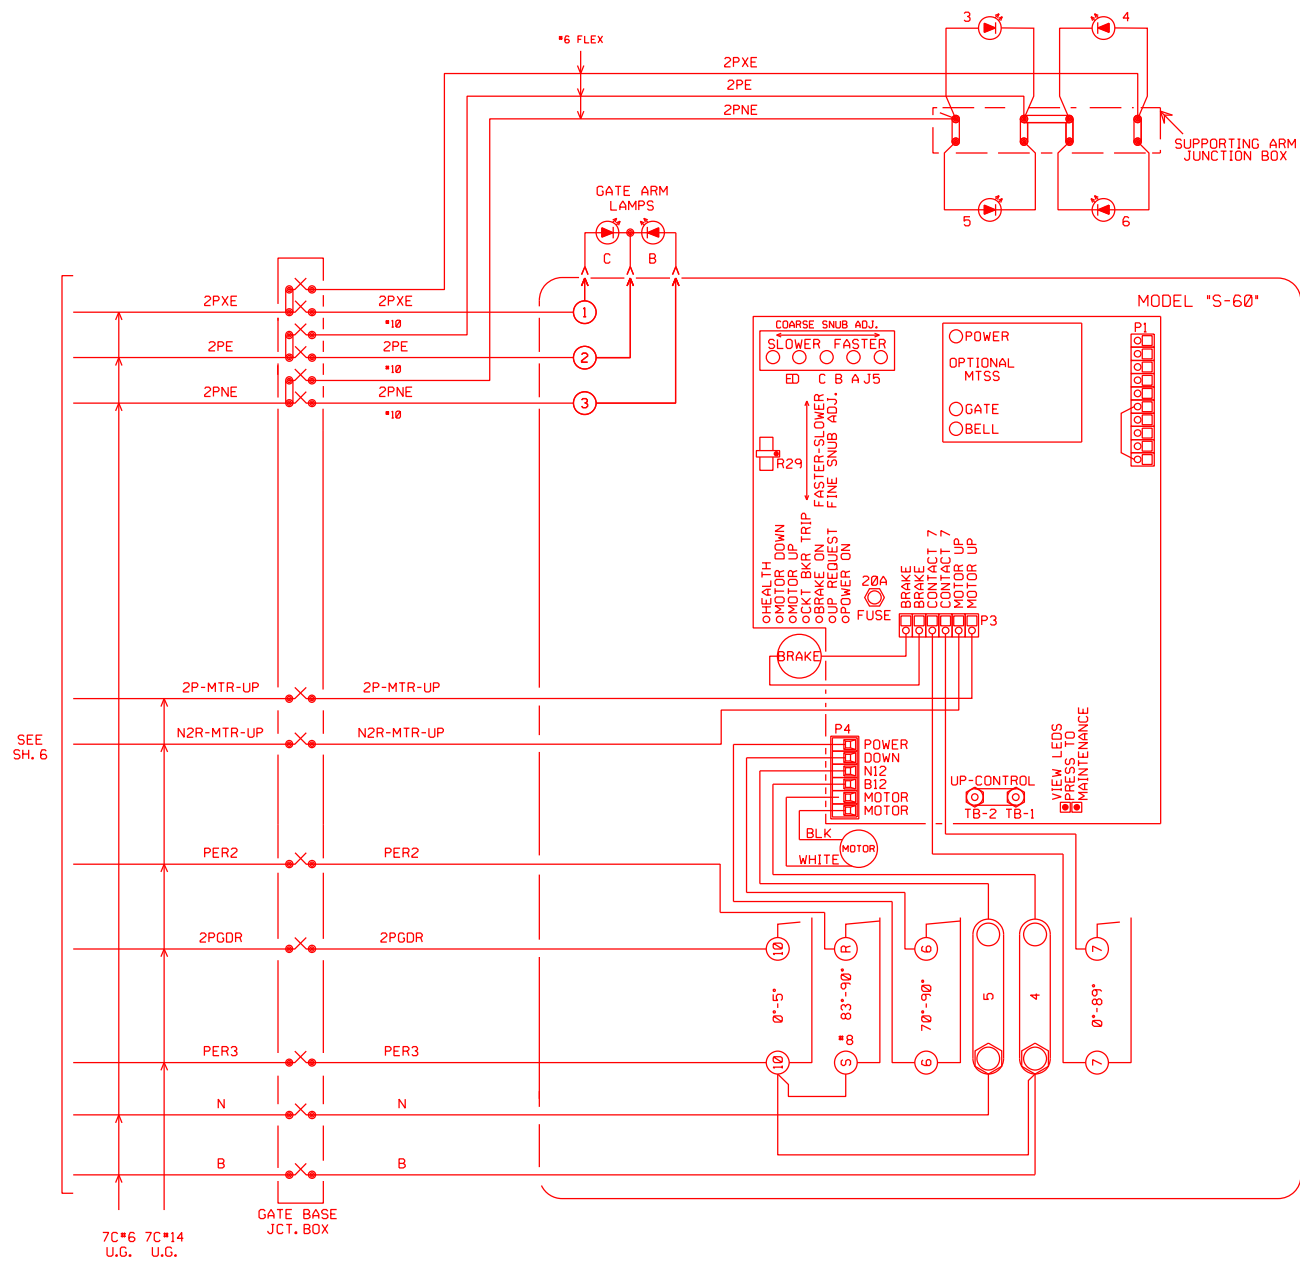 3
4
"6 FLEX
2PXE
2PE
2PNE
SUPPORTING ARM
JUNCTION BOX
5
6
GATE ARM
LAMPS
C
B
MODEL "S-60"
2PXE
2PXE
1
"10
2PE
2PE
2
"10
2PNE
2PNE
3
"10
COARSE SNUB ADJ.
SLOWER FASTER
ED C B A J5
POWER
OPTIONAL
MTSS
GATE
BELL
P1
R29
FASTER-SLOWER
FINE SNUB ADJ.
HEALTH
MOTOR DOWN
MOTOR UP
CKT BKR TRIP
BRAKE ON
UP REQUEST
POWER ON
20A
FUSE
BRAKE
BRAKE
CONTACT 7
CONTACT 7
MOTOR UP
MOTOR UP
P3
BRAKE
2P-MTR-UP
2P-MTR-UP
N2R-MTR-UP
N2R-MTR-UP
SEE
SH. 6
P4
POWER
DOWN
N12
B12
MOTOR
MOTOR
UP-CONTROL
TB-2 TB-1
VIEW LEDS
PRESS TO
MAINTENANCE
BLK
WHITE
MOTOR
PER2
PER2
2PGDR
2PGDR
10
R
6
7
0°-5°
83°-90°
70°-90°
5
4
0°-89°
"8
PER3
PER3
10
S
6
7
N
N
B
B
GATE BASE
JCT. BOX
7C"6 7C"14
U.G. U.G.